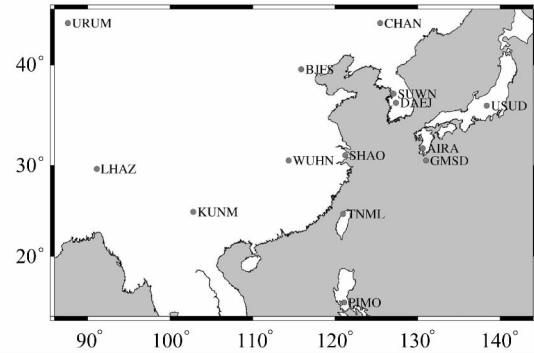 URUM
CHAN
40°
BJFS
SUWN
DAEJ
USUD
AIRA
SHAO
30°
WUHN
GMSD
LHAZ
KUNM
TNML
20°
PIMO
90°
100°
110°
120°
130°
140°